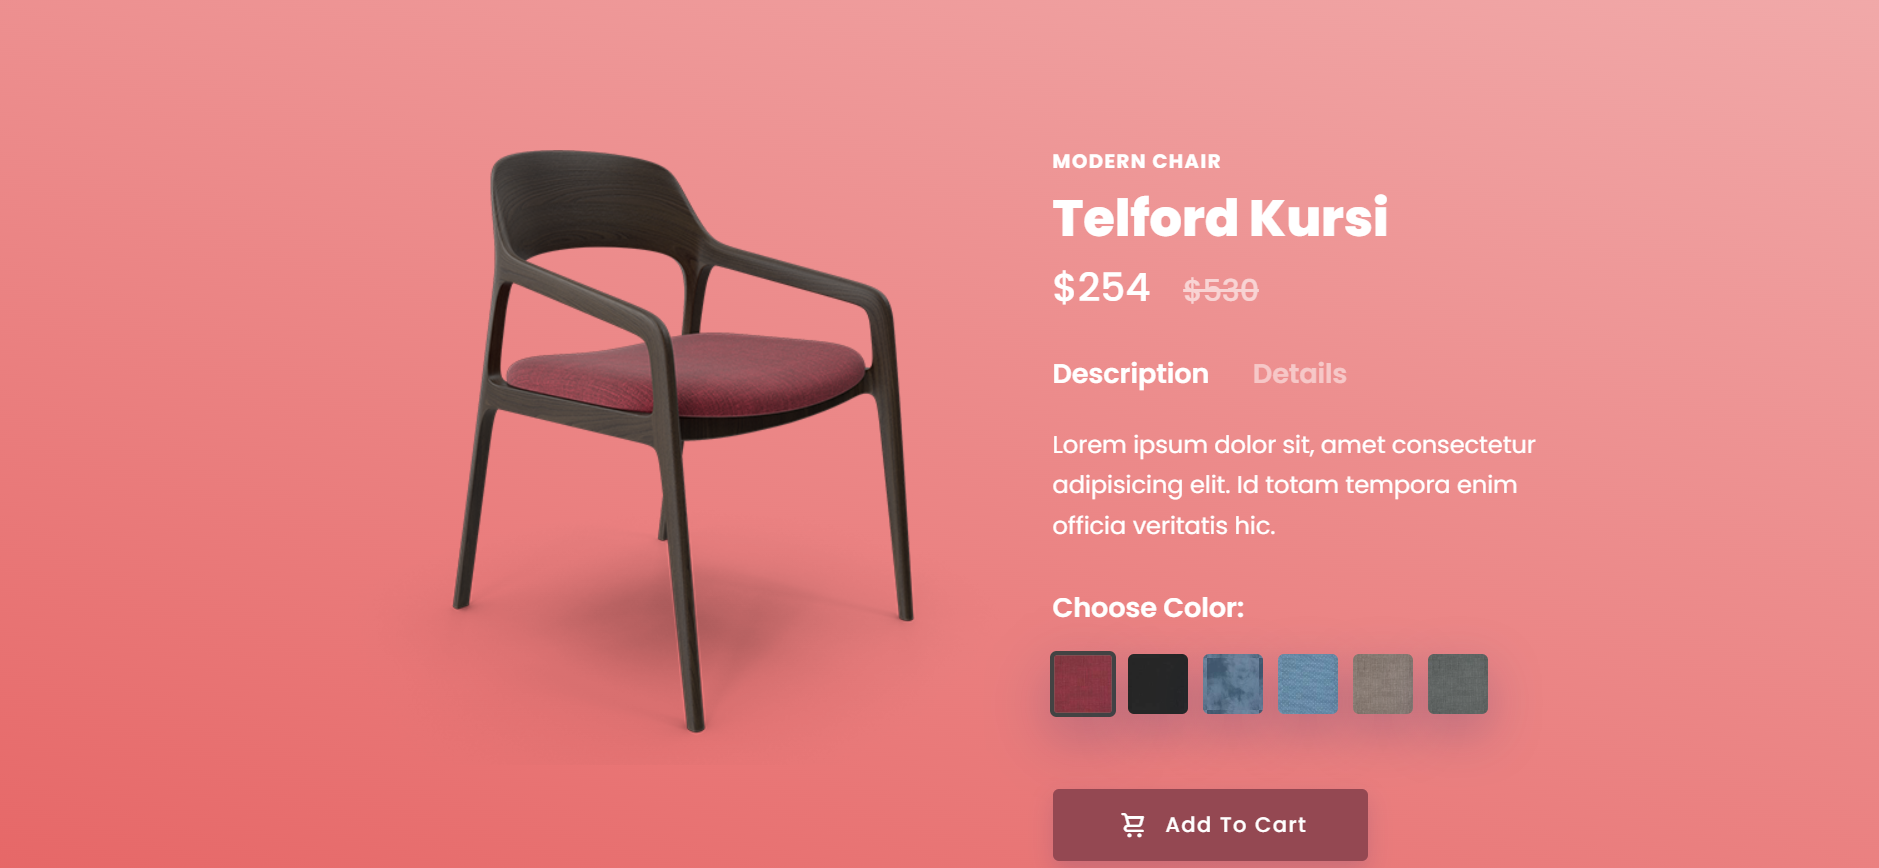 MODERN CHAIR
Telford Kursi
$254 $530
Description Details
Lorem ipsum dolor sit, amet consectetur
adipisicing elit. Id totam tempora enim
officia veritatis hic.
Choose Color:
Add To Cart